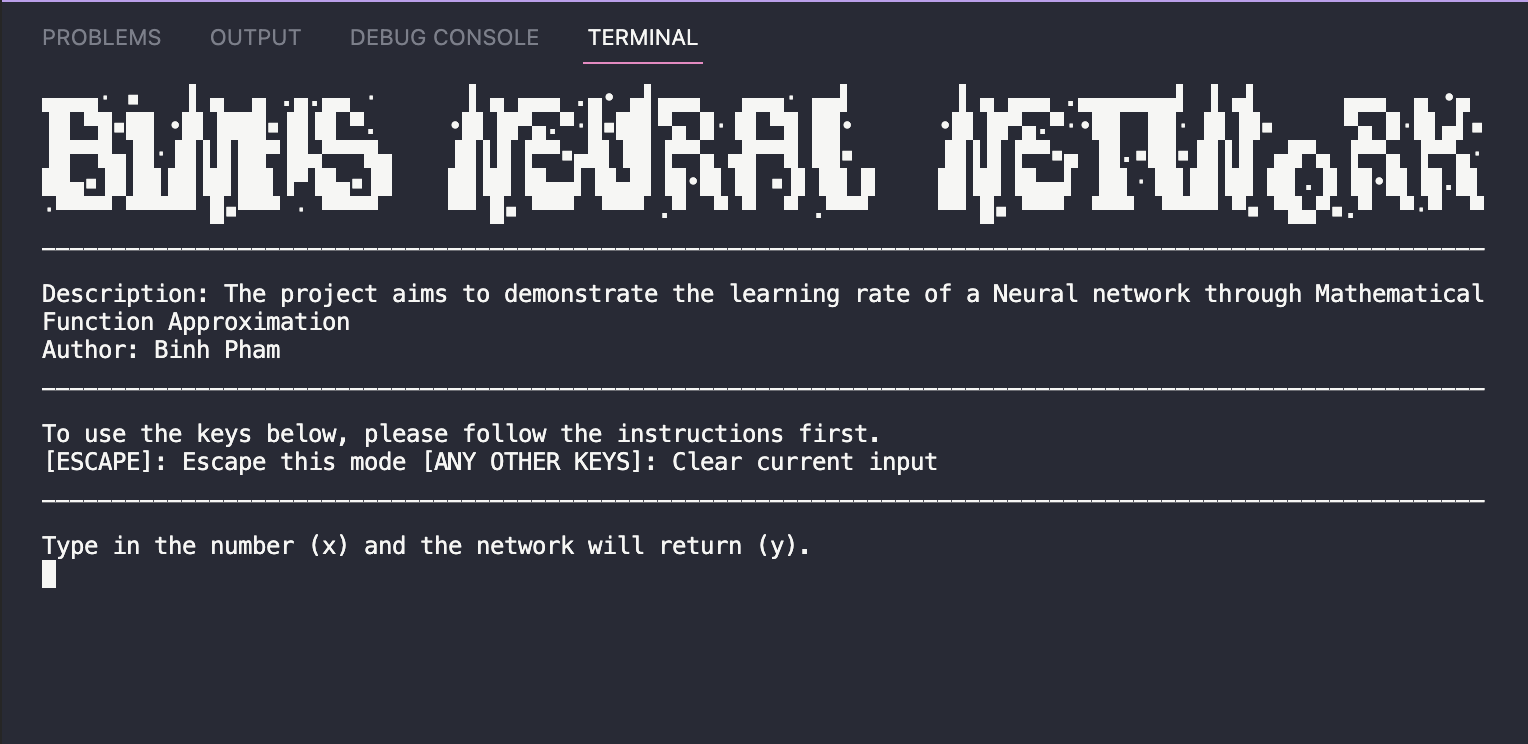 PROBLEMS OUTPUT DEBUG CONSOLE TERMINAL
NEURAL NETWORK
Description: The project aims to demonstrate the learning rate of a Neural network through Mathematical
Function Approximation
Author: Binh Pham
To use the keys below, please follow the instructions first.
[ESCAPE]: Escape this mode [ANY OTHER KEYS]: Clear current input
Type in the number (x) and the network will return (y).